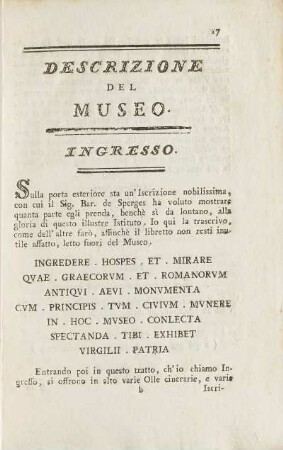 17
DESCRIZIONE
DEL
MUSEO.
INGRESSO.
Sulla porta esteriore sta un'Iscrizione nobilissima,
con cui il Sig. Bar. de Sperges ha voluto mostrare
quanta parte egli prenda, benchè sì da lontano, alla
gloria di questo illustre Istituto. Io qui la trascrivo,
come dell'altre farò, affinchè il libretto non resti inu-
tile affatto, letto fuori del Museo.
INGREDERE . HOSPES . ET . MIRARE
QVAE . GRAECORVM . ET . ROMANORVM
ANTIQVI . AEVI . MONVMENTA
CVM . PRINCIPIS . TVM . CIVIVM . MVNERE
IN . HOC . MVSEO . CONLECTA
SPECTANDA . TIBI . EXHIBET
VIRGILII . PATRIA
Entrando poi in questo tratto, ch'io chiamo In-
gresso, si offrono in alto varie Olle cinerarie, e varie
b Iscri-